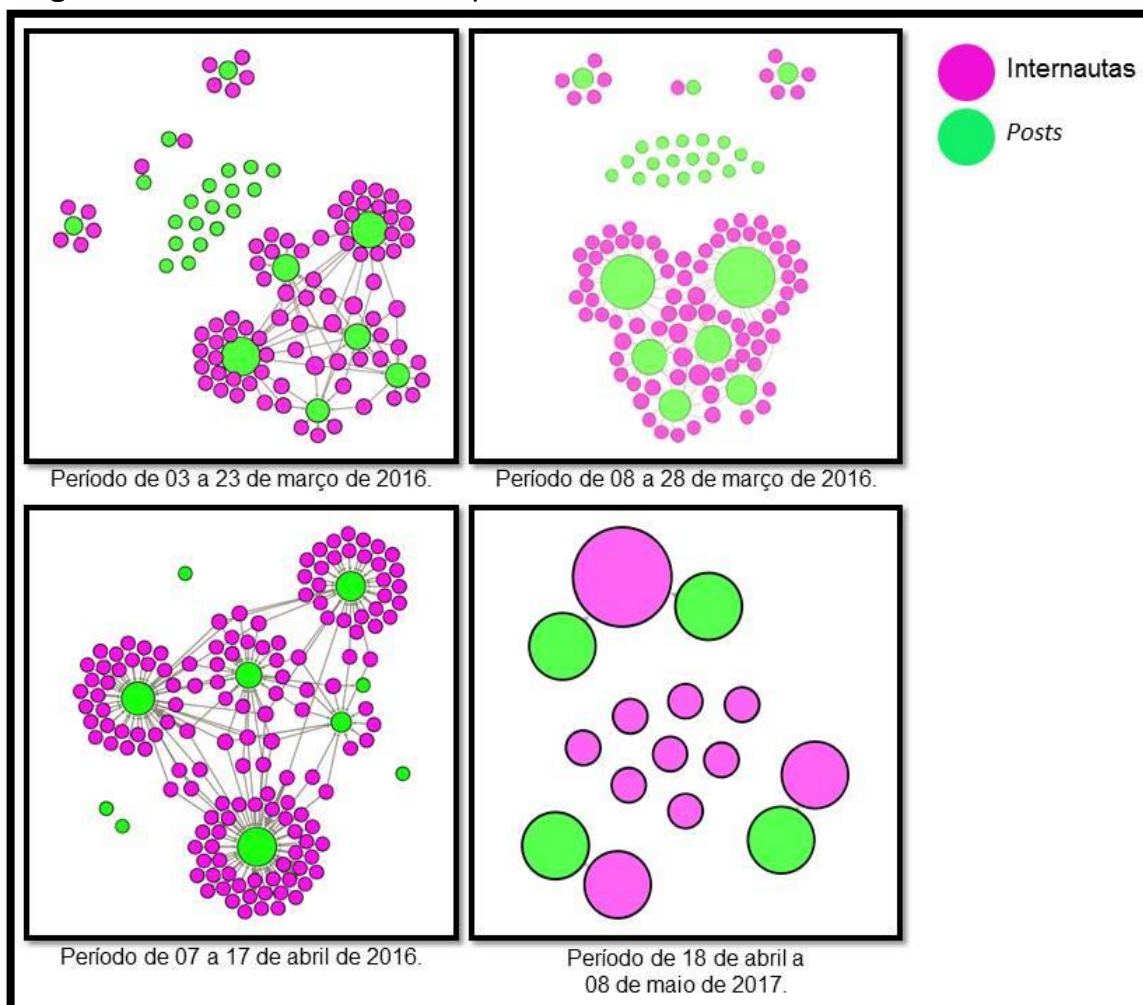 Internautas
Posts
Período de 03 a 23 de março de 2016.
Período de 08 a 28 de março de 2016.
Período de 07 a 17 de abril de 2016.
Período de 18 de abril a
08 de maio de 2017.